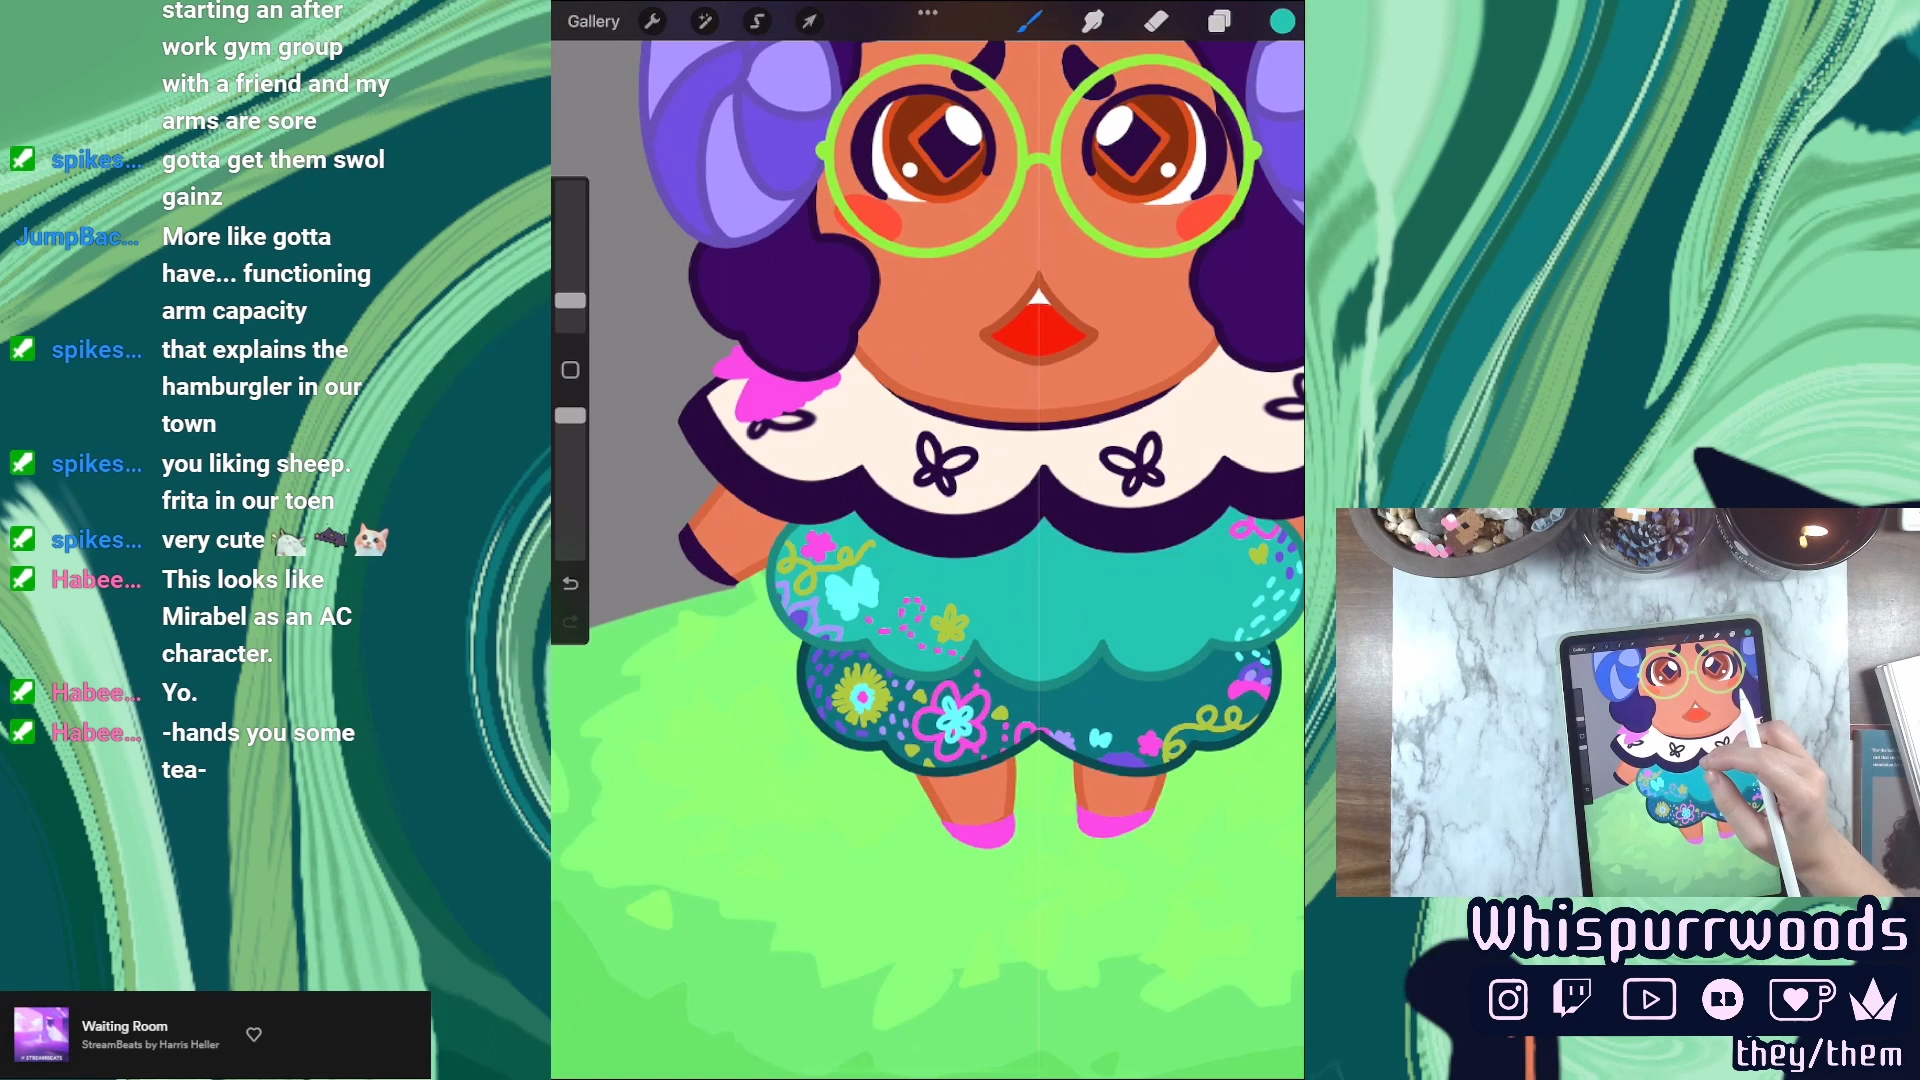 starting an after
work gym group
with a friend and my
arms are sore
spikes... gotta get them swol
gainz
JumpBac... More like gotta
have... functioning
arm capacity
spikes... that explains the
hamburgler in our
town
spikes... you liking sheep.
frita in our toen
spikes... very cute
Habee... This looks like
Mirabel as an AC
character.
Habee... Yo.
Habee... -hands you some
tea-
Waiting Room
StreamBeats by Harris Heller
STREAMBEATS
Gallery
Whispurrwoods
they/them